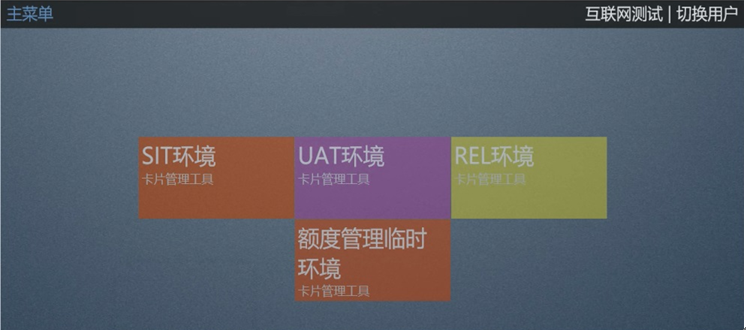 主菜单
互联网测试 | 切换用户
SIT环境
卡片管理工具
UAT环境
卡片管理工具
REL环境
卡片管理工具
额度管理临时
环境
卡片管理工具